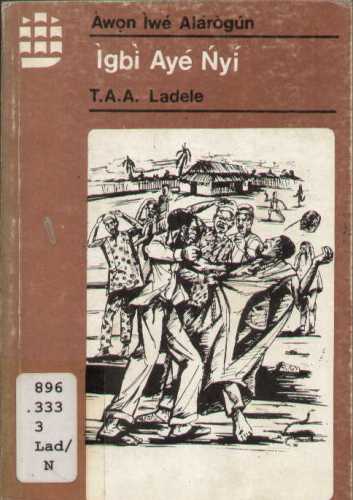 Àwọn Ìwé Alárògún
Ìgbì Ayé Ńyí
T.A.A. Ladele
896
.333
3
Lad/
N